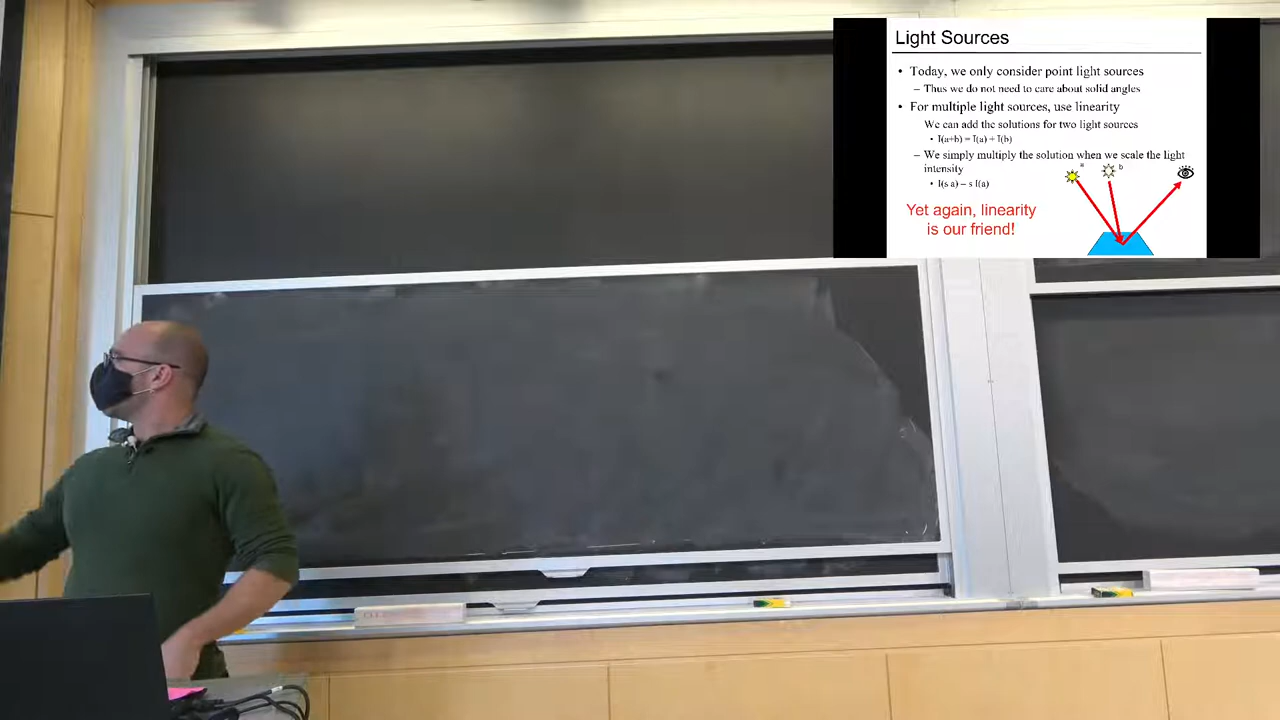 Light Sources
• Today, we only consider point light sources
– Thus we do not need to care about solid angles
• For multiple light sources, use linearity
We can add the solutions for two light sources
• I(a+b) = I(a) + I(b)
– We simply multiply the solution when we scale the light
intensity
• I(s a) = s I(a)
a
b
Yet again, linearity
is our friend!